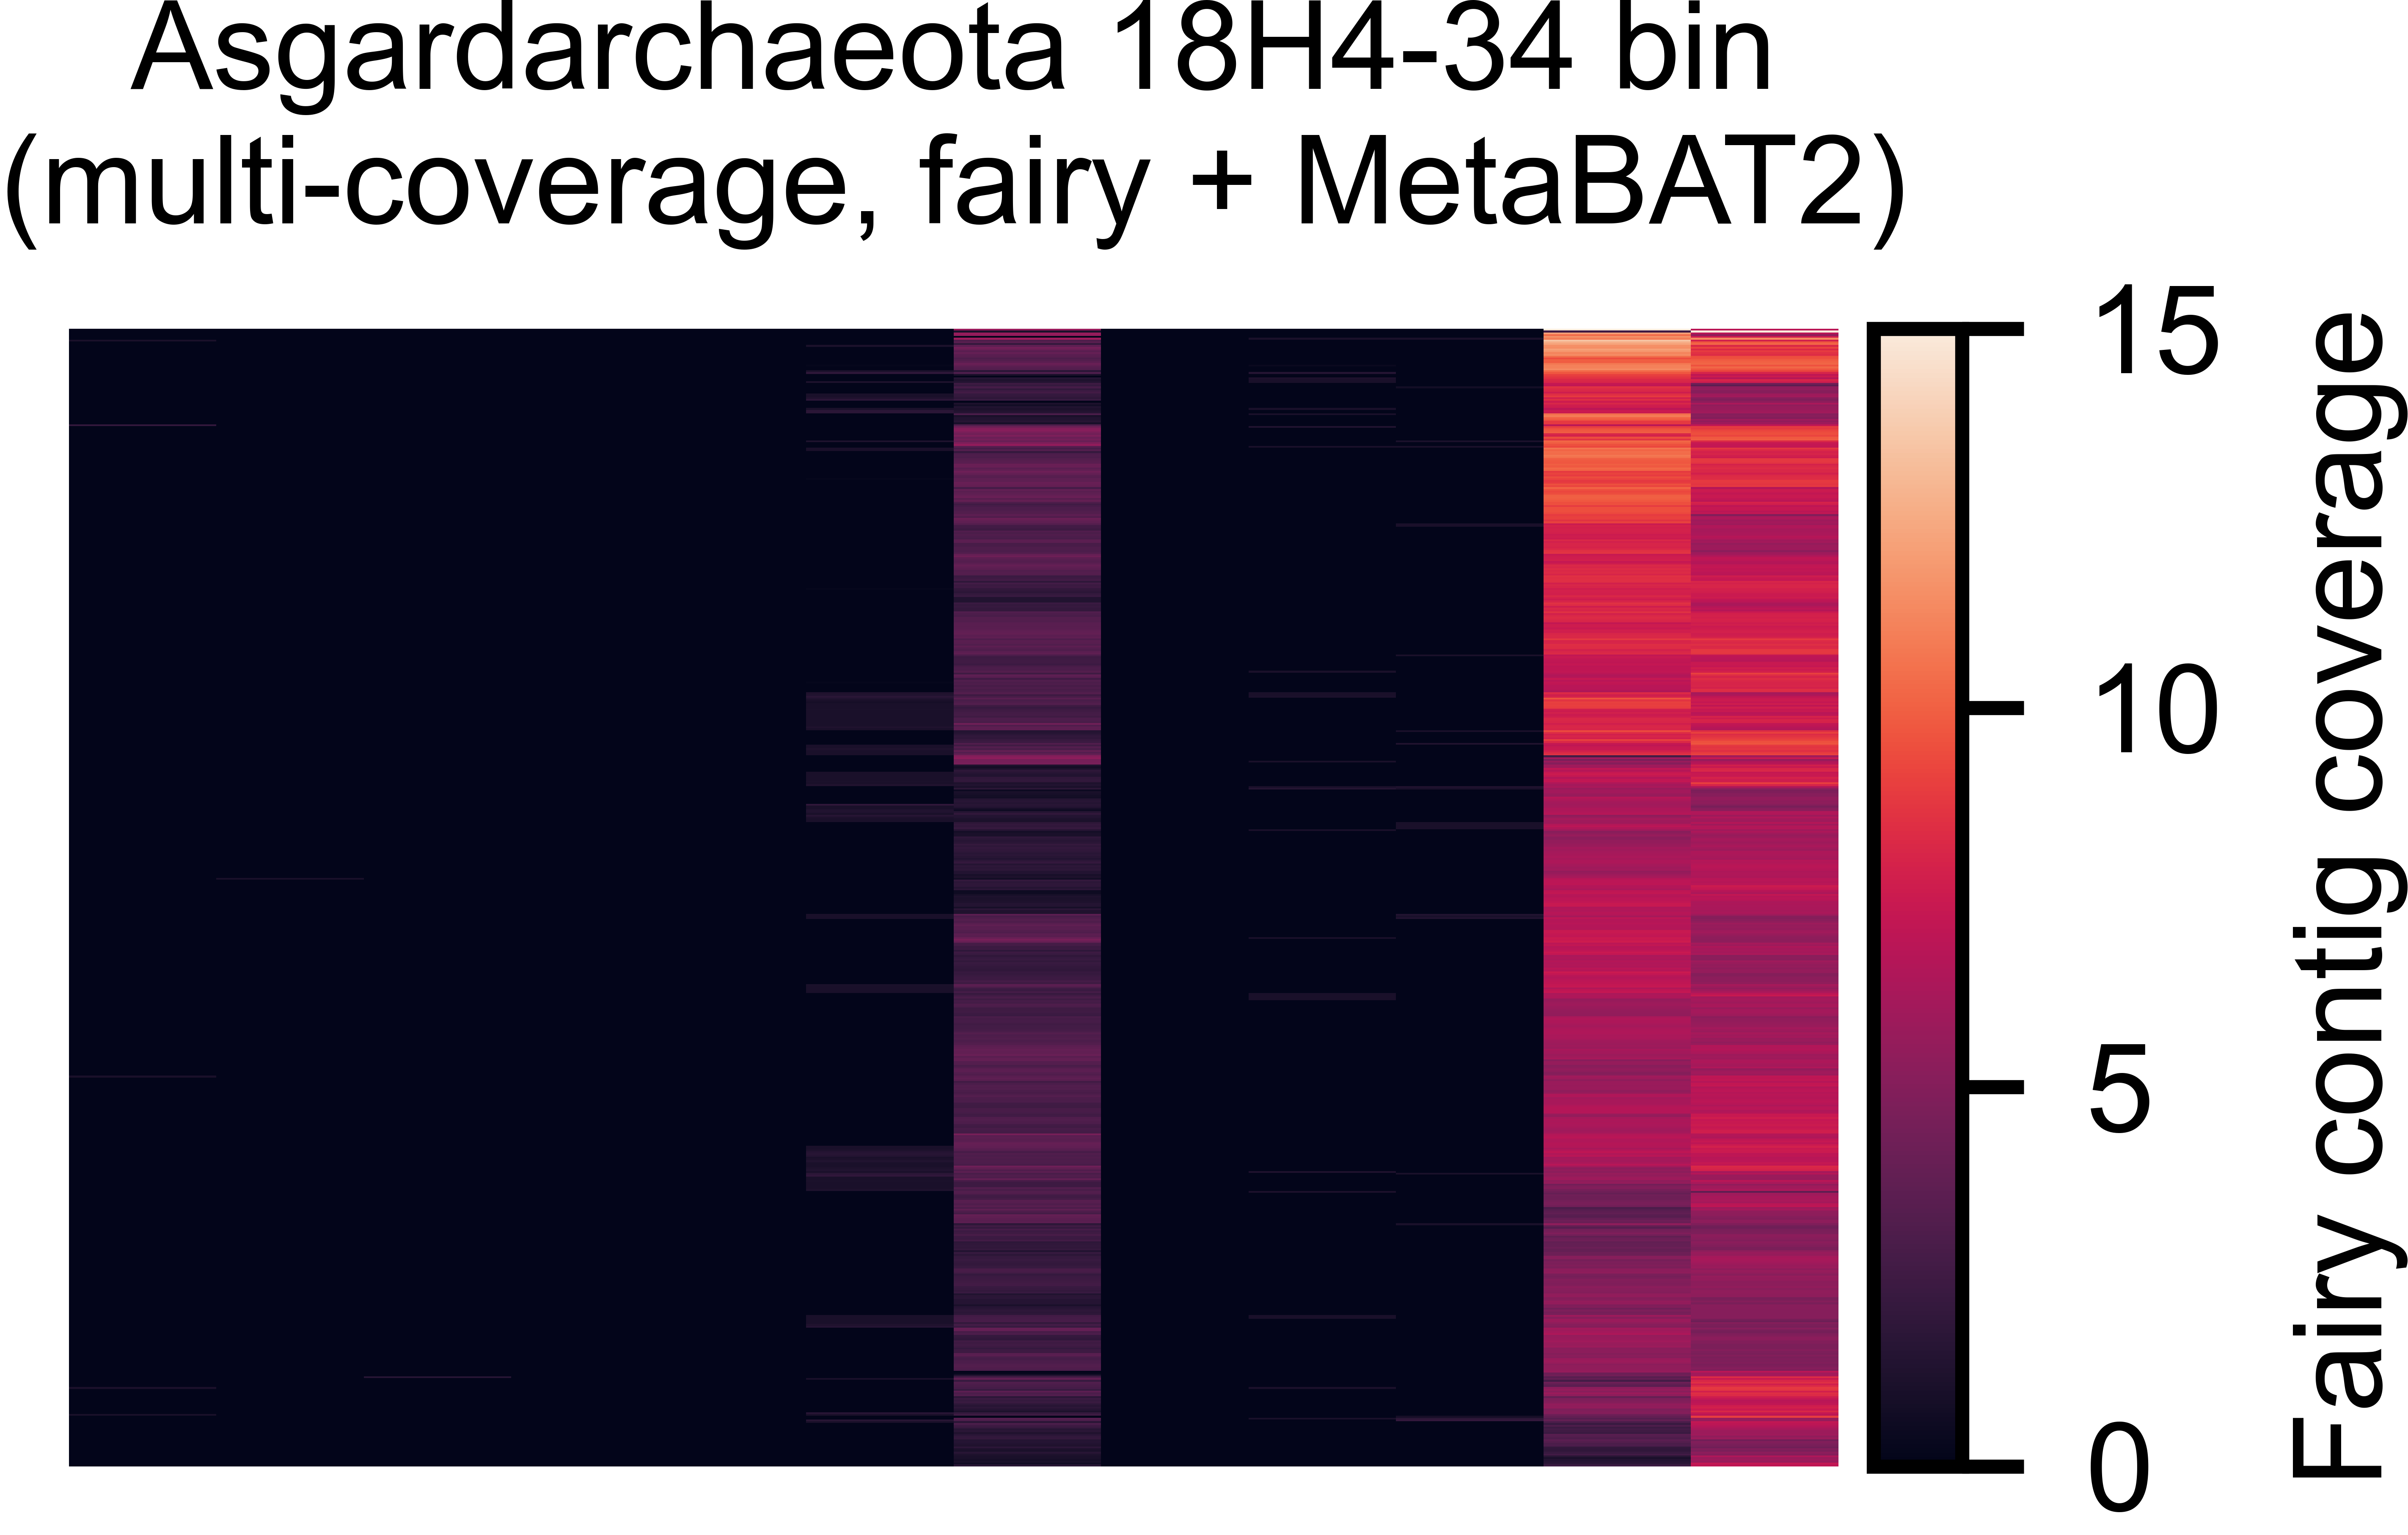 Asgardarchaeota 18H4-34 bin
(multi-coverage, fairy + MetaBAT2)
15
10
5
0
Fairy contig coverage